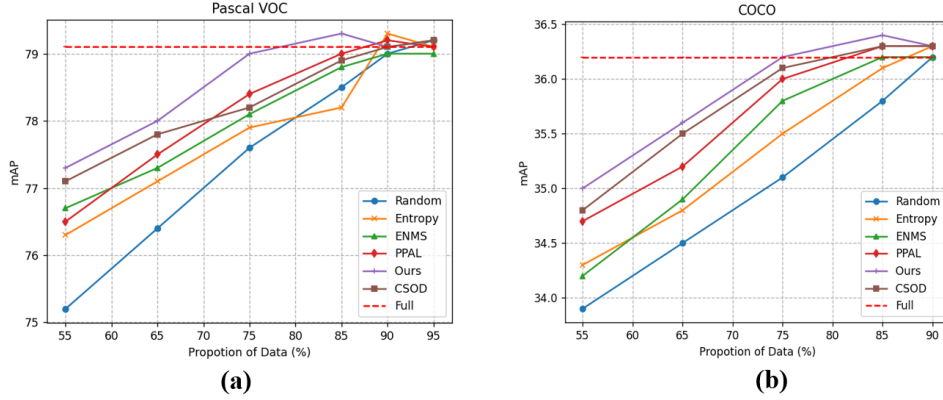 Pascal VOC
79
78
77
76
75
mAP
55 60 65 70 75 80 85 90 95
Propotion of Data (%)
Random
Entropy
ENMS
PPAL
Ours
CSOD
Full
(a)
COCO
36.5
36.0
35.5
35.0
34.5
34.0
mAP
55 60 65 70 75 80 85 90
Propotion of Data (%)
Random
Entropy
ENMS
PPAL
Ours
CSOD
Full
(b)